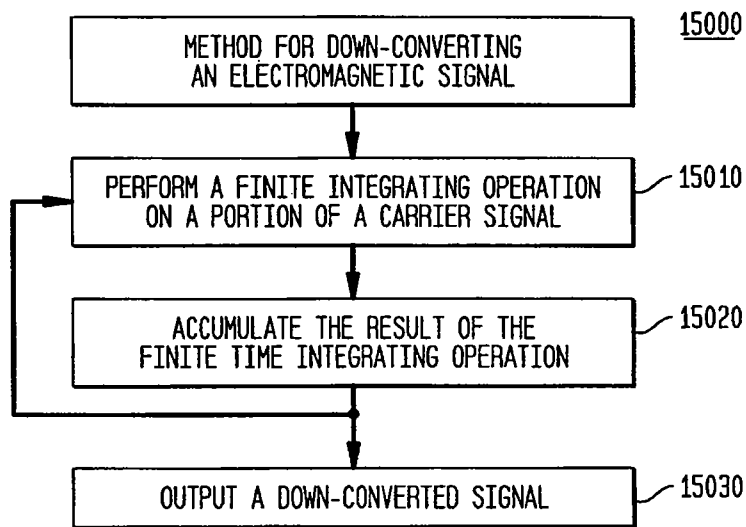 15000
METHOD FOR DOWN-CONVERTING
AN ELECTROMAGNETIC SIGNAL
PERFORM A FINITE INTEGRATING OPERATION
ON A PORTION OF A CARRIER SIGNAL
15010
ACCUMULATE THE RESULT OF THE
FINITE TIME INTEGRATING OPERATION
15020
OUTPUT A DOWN-CONVERTED SIGNAL
15030